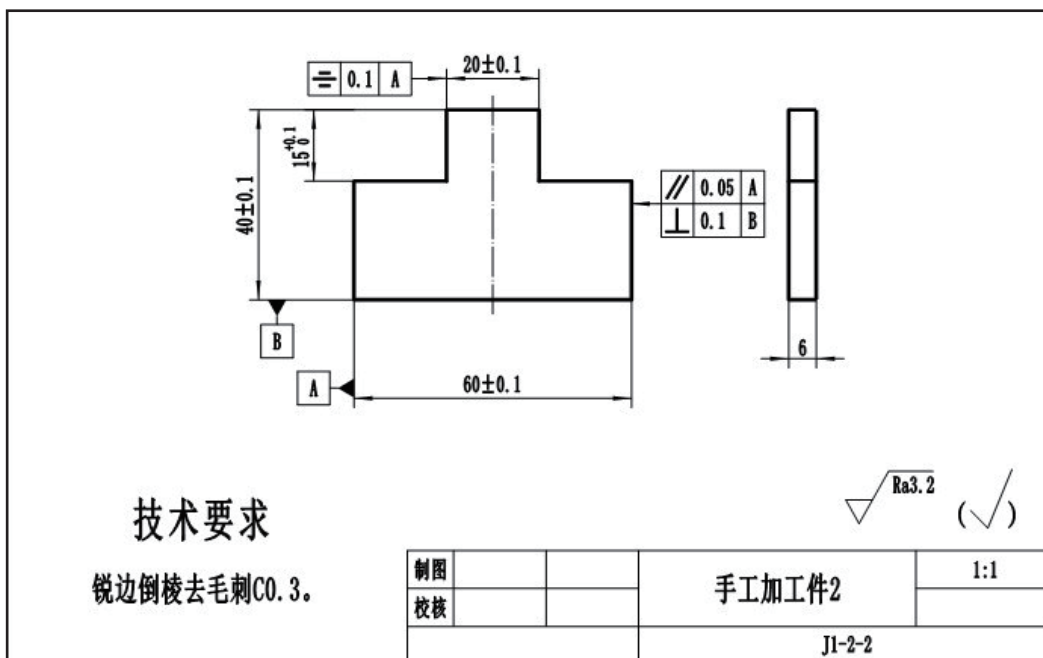 ⌯ 0.1 A
20±0.1
15 +0.1 0
40±0.1
// 0.05 A
⊥ 0.1 B
B
A
60±0.1
6
技术要求
锐边倒棱去毛刺C0.3。
Ra3.2
(√)
制图
校核
手工加工件2
1:1
J1-2-2